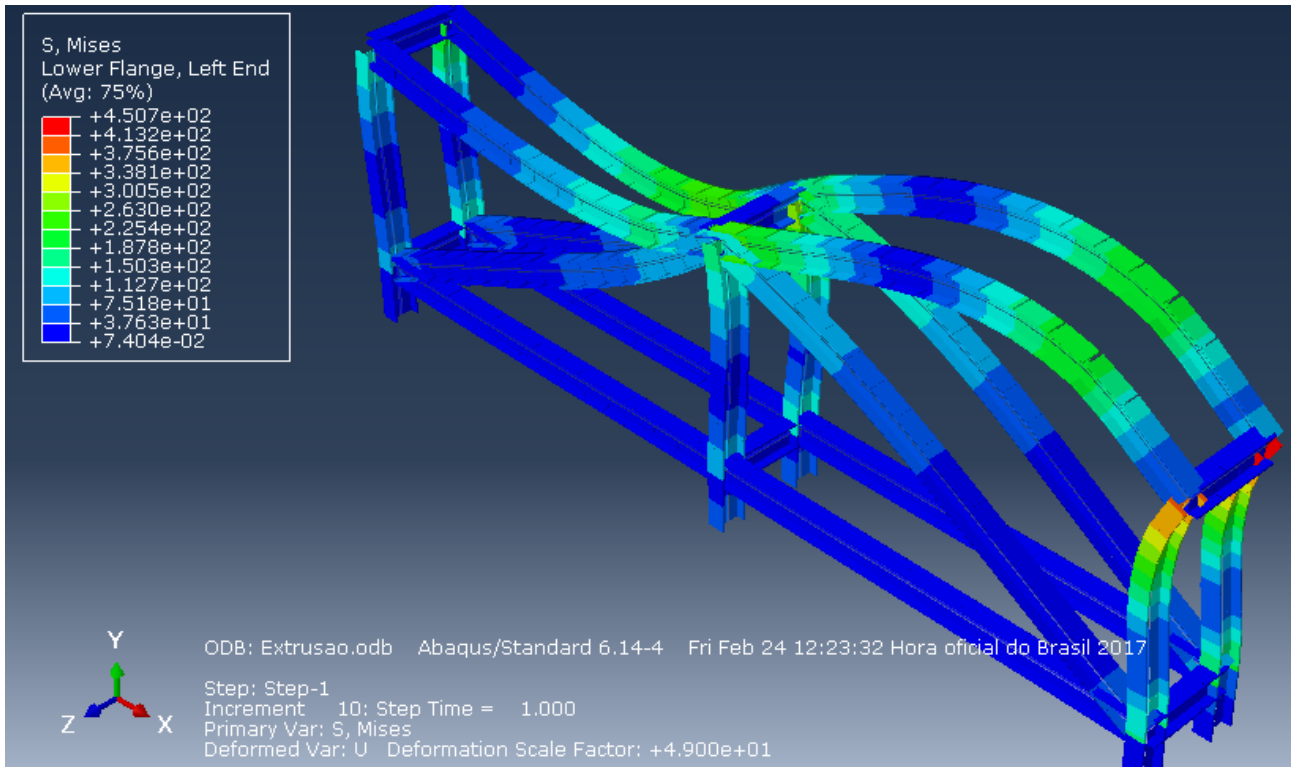 S, Mises
Lower Flange, Left End
(Avg: 75%)
+4.507e+02
+4.132e+02
+3.756e+02
+3.381e+02
+3.005e+02
+2.630e+02
+2.254e+02
+1.878e+02
+1.503e+02
+1.127e+02
+7.518e+01
+3.763e+01
+7.404e-02
Y
Z
X
ODB: Extrusao.odb Abaqus/Standard 6.14-4 Fri Feb 24 12:23:32 Hora oficial do Brasil 2017
Step: Step-1
Increment 10: Step Time = 1.000
Primary Var: S, Mises
Deformed Var: U Deformation Scale Factor: +4.900e+01